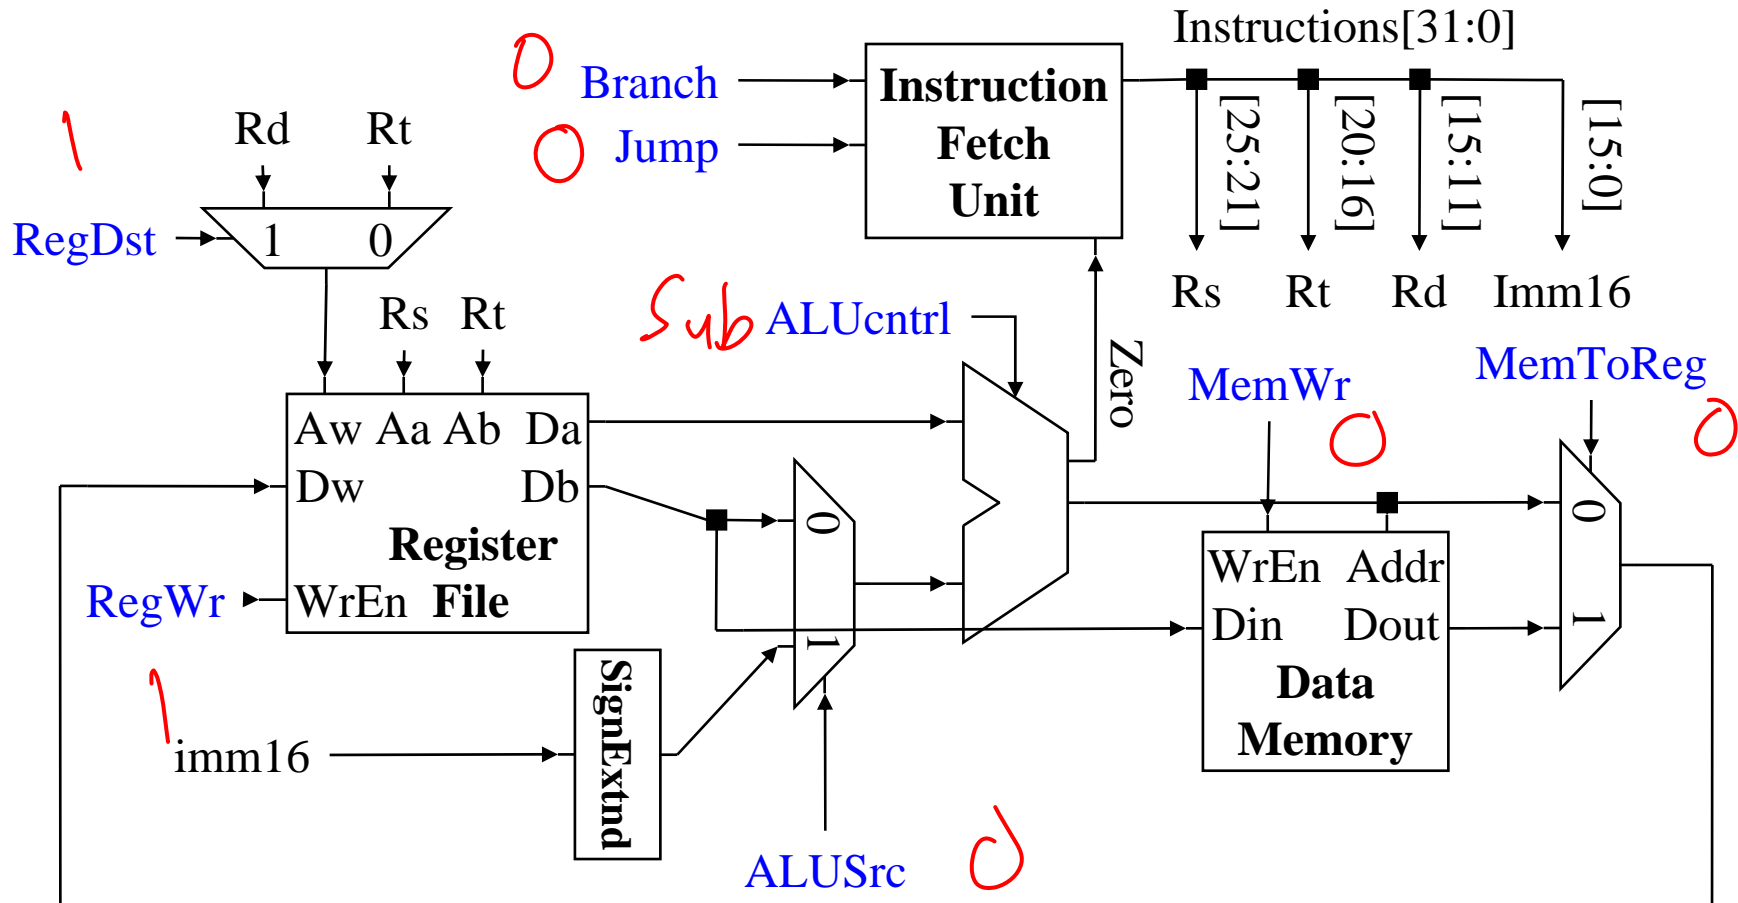 Instructions[31:0]
0 Branch
0 Jump
Instruction
Fetch
Unit
[25:21] [20:16] [15:11] [15:0]
Rs Rt Rd Imm16
1 Rd Rt
RegDst 1 0
Rs Rt
Sub ALUcntrl
Zero
MemWr 0
MemToReg 0
Aw Aa Ab Da
Dw Db
Register
File
RegWr WrEn
1
0
1
imm16
SignExtnd
ALUSrc 0
WrEn Addr
Din Dout
Data
Memory
0
1